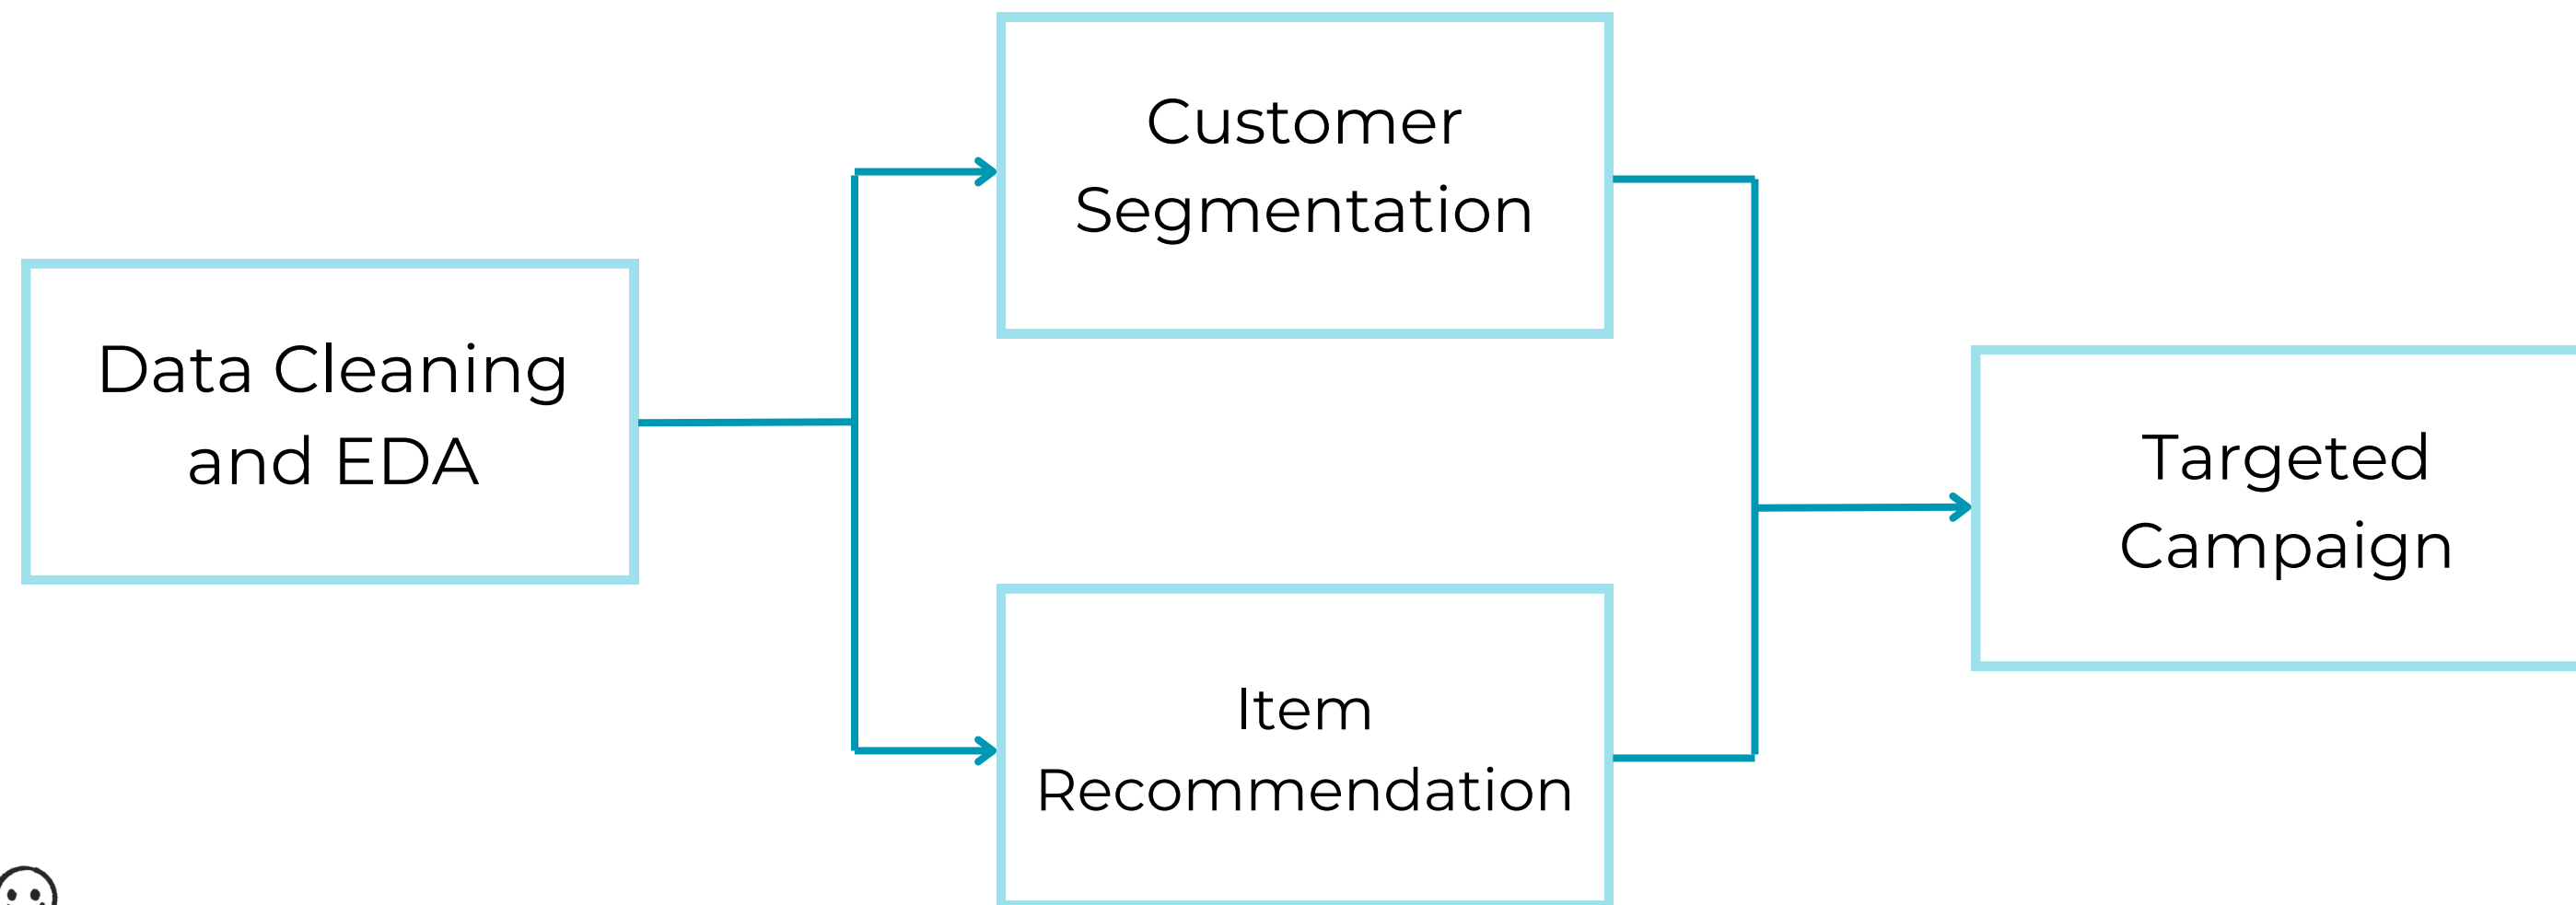 Data Cleaning
and EDA
Customer
Segmentation
Item
Recommendation
Targeted
Campaign